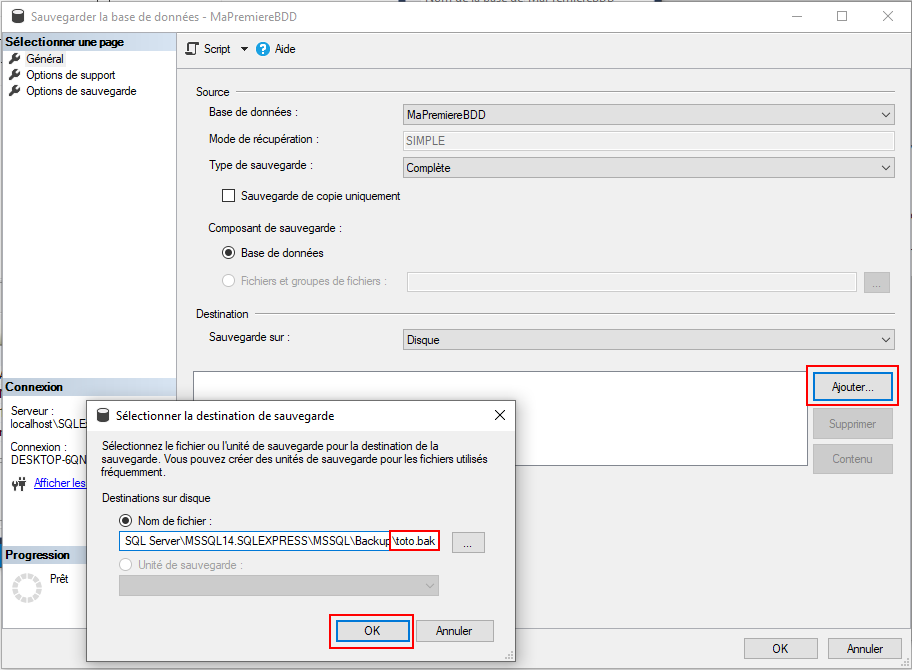 Sauvegarder la base de données - MaPremiereBDD
Sélectionner une page
Général
Options de support
Options de sauvegarde
Script
Aide
Source
Base de données :
MaPremiereBDD
Mode de récupération :
SIMPLE
Type de sauvegarde :
Complète
Sauvegarde de copie uniquement
Composant de sauvegarde :
Base de données
Fichiers et groupes de fichiers :
...
Destination
Sauvegarde sur :
Disque
Ajouter...
Supprimer
Contenu
Connexion
Serveur :
localhost\SQLE
Connexion :
DESKTOP-6QN
Afficher les
Progression
Prêt
Sélectionner la destination de sauvegarde
Sélectionnez le fichier ou l'unité de sauvegarde pour la destination de la
sauvegarde. Vous pouvez créer des unités de sauvegarde pour les fichiers utilisés
fréquemment.
Destinations sur disque
Nom de fichier :
SQL Server\MSSQL14.SQLEXPRESS\MSSQL\Backup\toto.bak
...
Unité de sauvegarde :
OK
Annuler
OK
Annuler